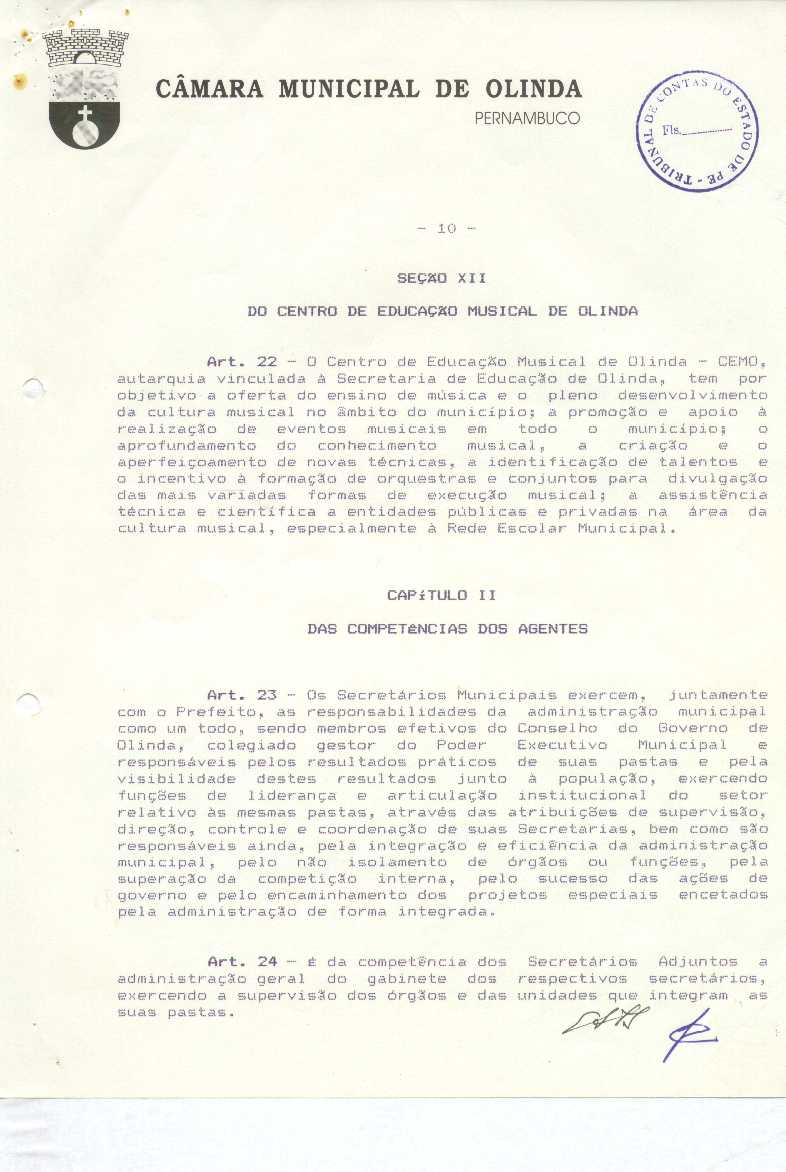 CÂMARA MUNICIPAL DE OLINDA
PERNAMBUCO
TRIBUNAL DE CONTAS DO ESTADO DE PE -
Fls.
- 10 -
SEÇÃO XII
DO CENTRO DE EDUCAÇÃO MUSICAL DE OLINDA
Art. 22 - O Centro de Educação Musical de Olinda - CEMO,
autarquia vinculada à Secretaria de Educação de Olinda, tem por
objetivo a oferta do ensino de música e o pleno desenvolvimento
da cultura musical no âmbito do município; a promoção e apoio à
realização de eventos musicais em todo o município; o
aprofundamento do conhecimento musical, a criação e o
aperfeiçoamento de novas técnicas, a identificação de talentos e
o incentivo à formação de orquestras e conjuntos para divulgação
das mais variadas formas de execução musical; a assistência
técnica e científica a entidades públicas e privadas na área da
cultura musical, especialmente à Rede Escolar Municipal.
CAPíTULO II
DAS COMPETêNCIAS DOS AGENTES
Art. 23 - Os Secretários Municipais exercem, juntamente
com o Prefeito, as responsabilidades da administração municipal
como um todo, sendo membros efetivos do Conselho do Governo de
Olinda, colegiado gestor do Poder Executivo Municipal e
responsáveis pelos resultados práticos de suas pastas e pela
visibilidade destes resultados junto à população, exercendo
funções de liderança e articulação institucional do setor
relativo às mesmas pastas, através das atribuições de supervisão,
direção, controle e coordenação de suas Secretarias, bem como são
responsáveis ainda, pela integração e eficiência da administração
municipal, pelo não isolamento de órgãos ou funções, pela
superação da competição interna, pelo sucesso das ações de
governo e pelo encaminhamento dos projetos especiais encetados
pela administração de forma integrada.
Art. 24 - É da competência dos Secretários Adjuntos a
administração geral do gabinete dos respectivos secretários,
exercendo a supervisão dos órgãos e das unidades que integram as
suas pastas.